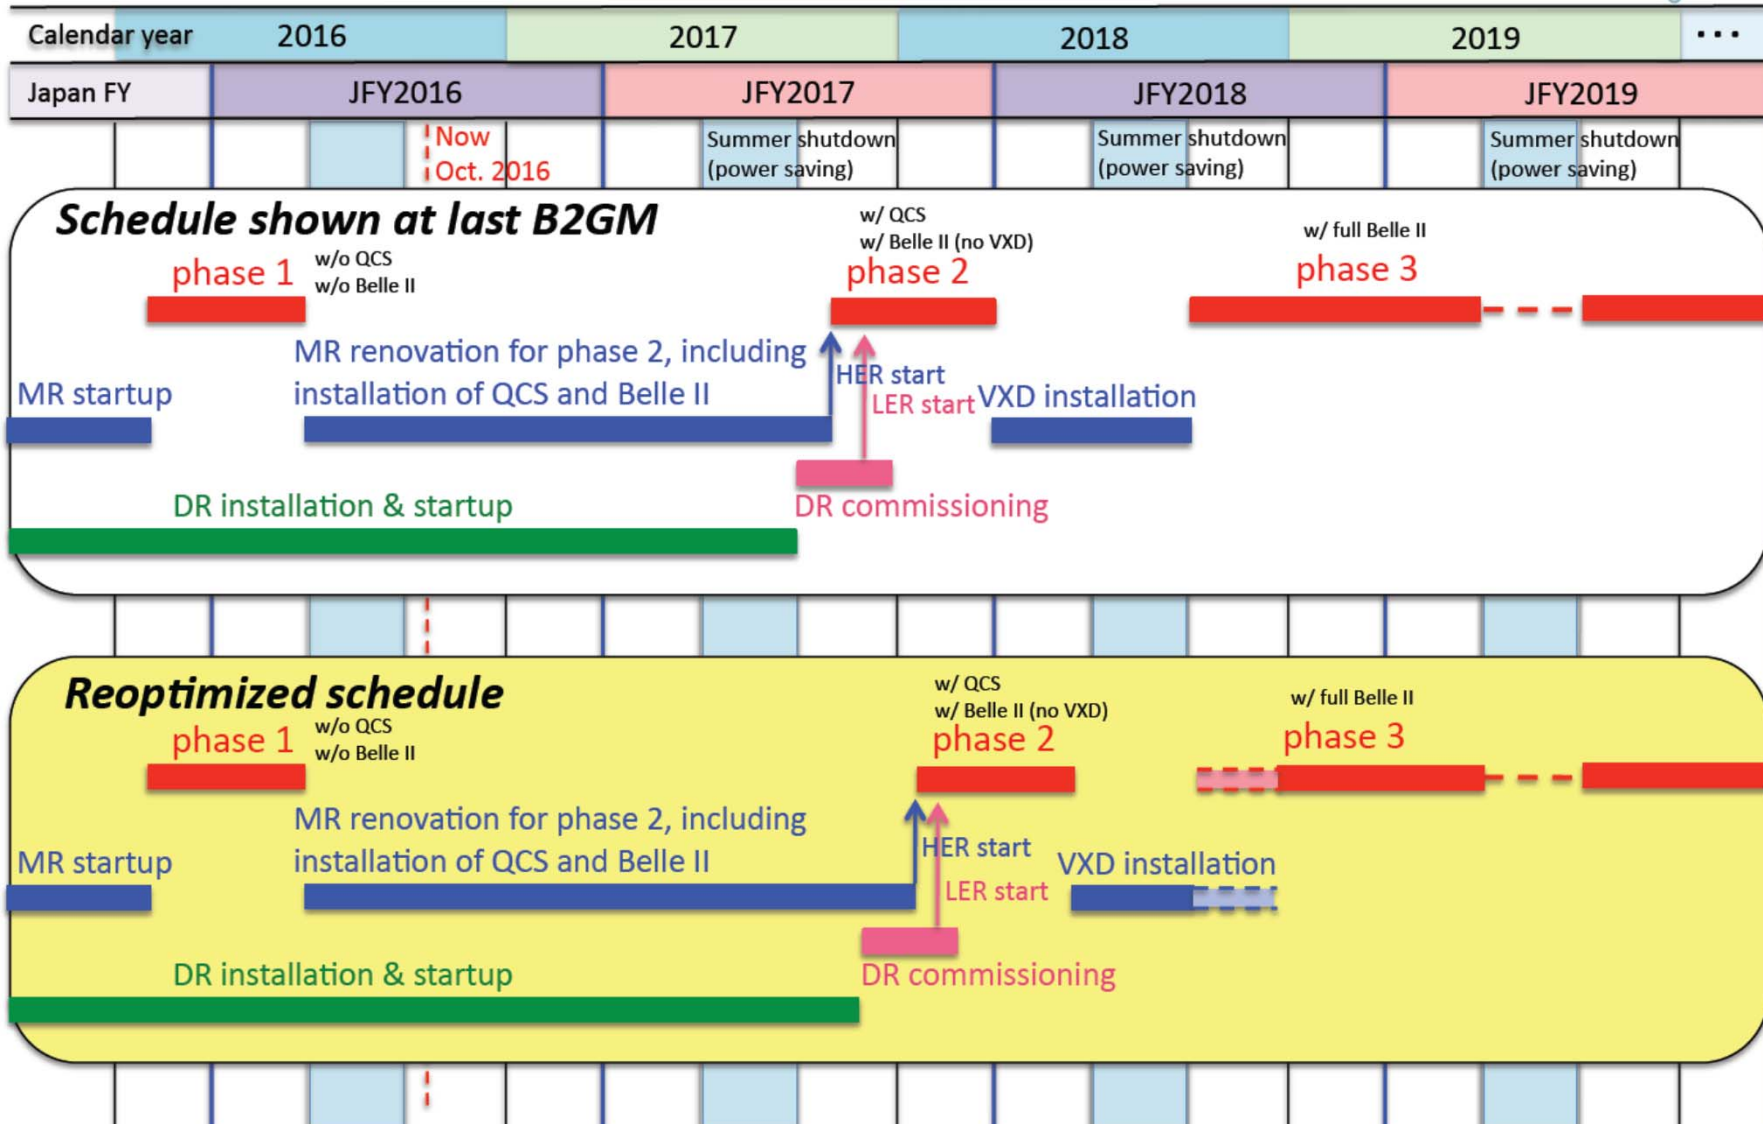 Calendar year 2016 2017 2018 2019 ...
Japan FY JFY2016 JFY2017 JFY2018 JFY2019
Now
Oct. 2016
Summer shutdown
(power saving)
Summer shutdown
(power saving)
Summer shutdown
(power saving)
Schedule shown at last B2GM
phase 1
w/o QCS
w/o Belle II
w/ QCS
w/ Belle II (no VXD)
phase 2
w/ full Belle II
phase 3
MR renovation for phase 2, including
installation of QCS and Belle II
MR startup
HER start
LER start
VXD installation
DR installation & startup
DR commissioning
Reoptimized schedule
phase 1
w/o QCS
w/o Belle II
w/ QCS
w/ Belle II (no VXD)
phase 2
w/ full Belle II
phase 3
MR renovation for phase 2, including
installation of QCS and Belle II
MR startup
HER start
LER start
VXD installation
DR installation & startup
DR commissioning